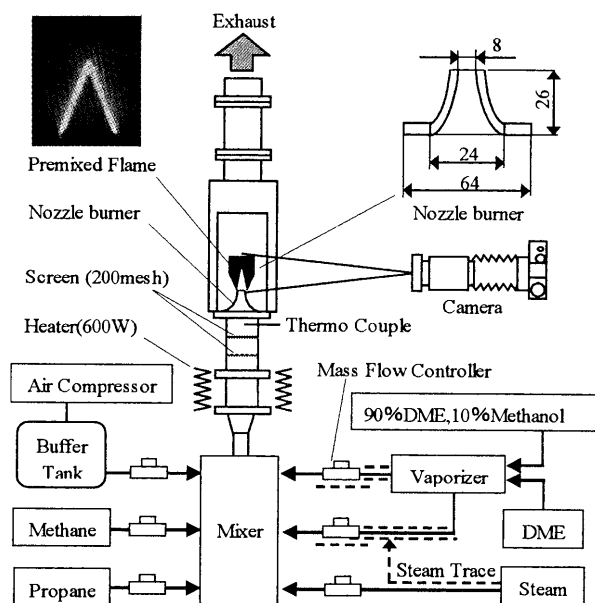 Exhaust
8
26
24
64
Premixed Flame
Nozzle burner
Nozzle burner
Screen (200mesh)
Camera
Thermo Couple
Heater(600W)
Mass Flow Controller
Air Compressor
90%DME,10%Methanol
Buffer
Tank
Vaporizer
Methane
Mixer
DME
Steam Trace
Propane
Steam